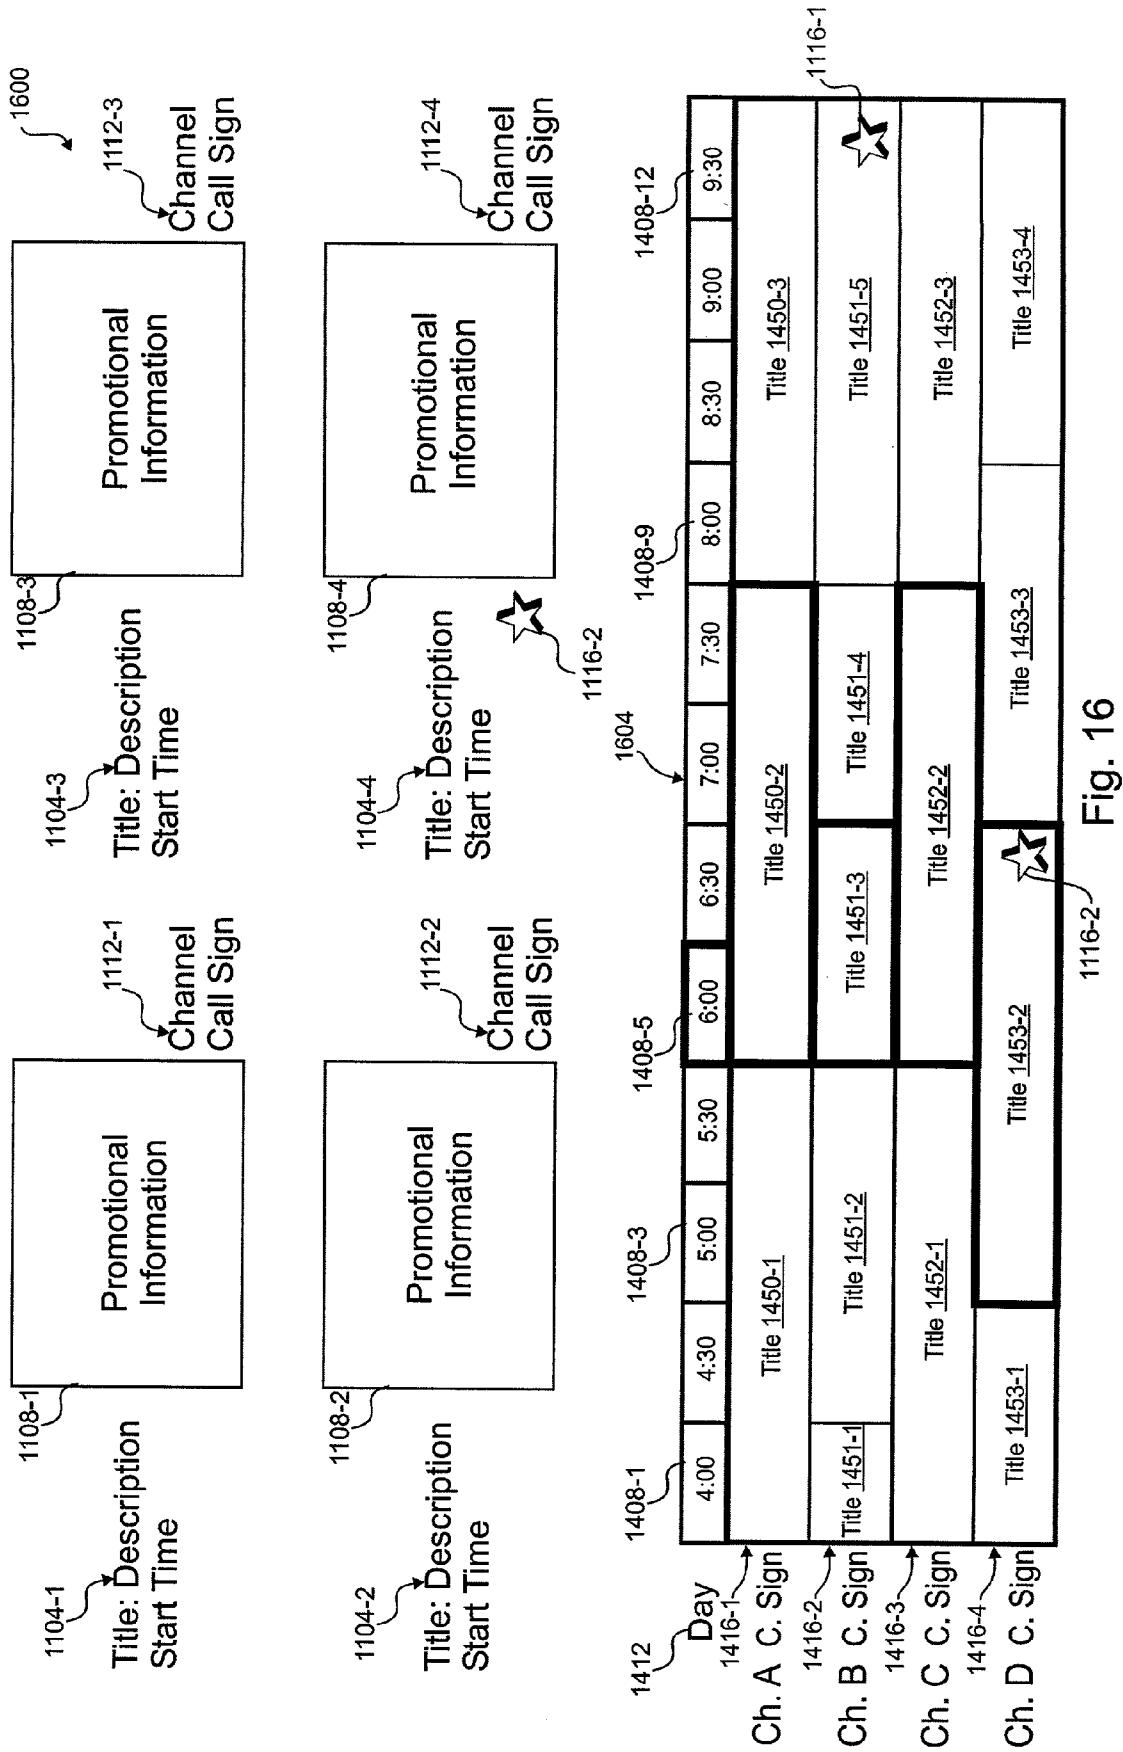 1600
1104-1
Title: Description
Start Time
1108-1
Promotional
Information
1112-1
Channel
Call Sign
1104-3
Title: Description
Start Time
1108-3
Promotional
Information
1112-3
Channel
Call Sign
1104-2
Title: Description
Start Time
1108-2
Promotional
Information
1112-2
Channel
Call Sign
1104-4
Title: Description
Start Time
1108-4
Promotional
Information
1112-4
Channel
Call Sign
1116-2
1412
1408-1
1408-3
1408-5
1604
1408-9
1408-12
1116-1
Day
4:00 4:30 5:00 5:30 6:00 6:30 7:00 7:30 8:00 8:30 9:00 9:30
1416-1
Ch. A C. Sign
Title 1450-1
Title 1450-2
Title 1450-3
1416-2
Ch. B C. Sign
Title 1451-1
Title 1451-2
Title 1451-3
Title 1451-4
Title 1451-5
1416-3
Ch. C C. Sign
Title 1452-1
Title 1452-2
Title 1452-3
1416-4
Ch. D C. Sign
Title 1453-1
Title 1453-2
Title 1453-3
Title 1453-4
1116-2
Fig. 16